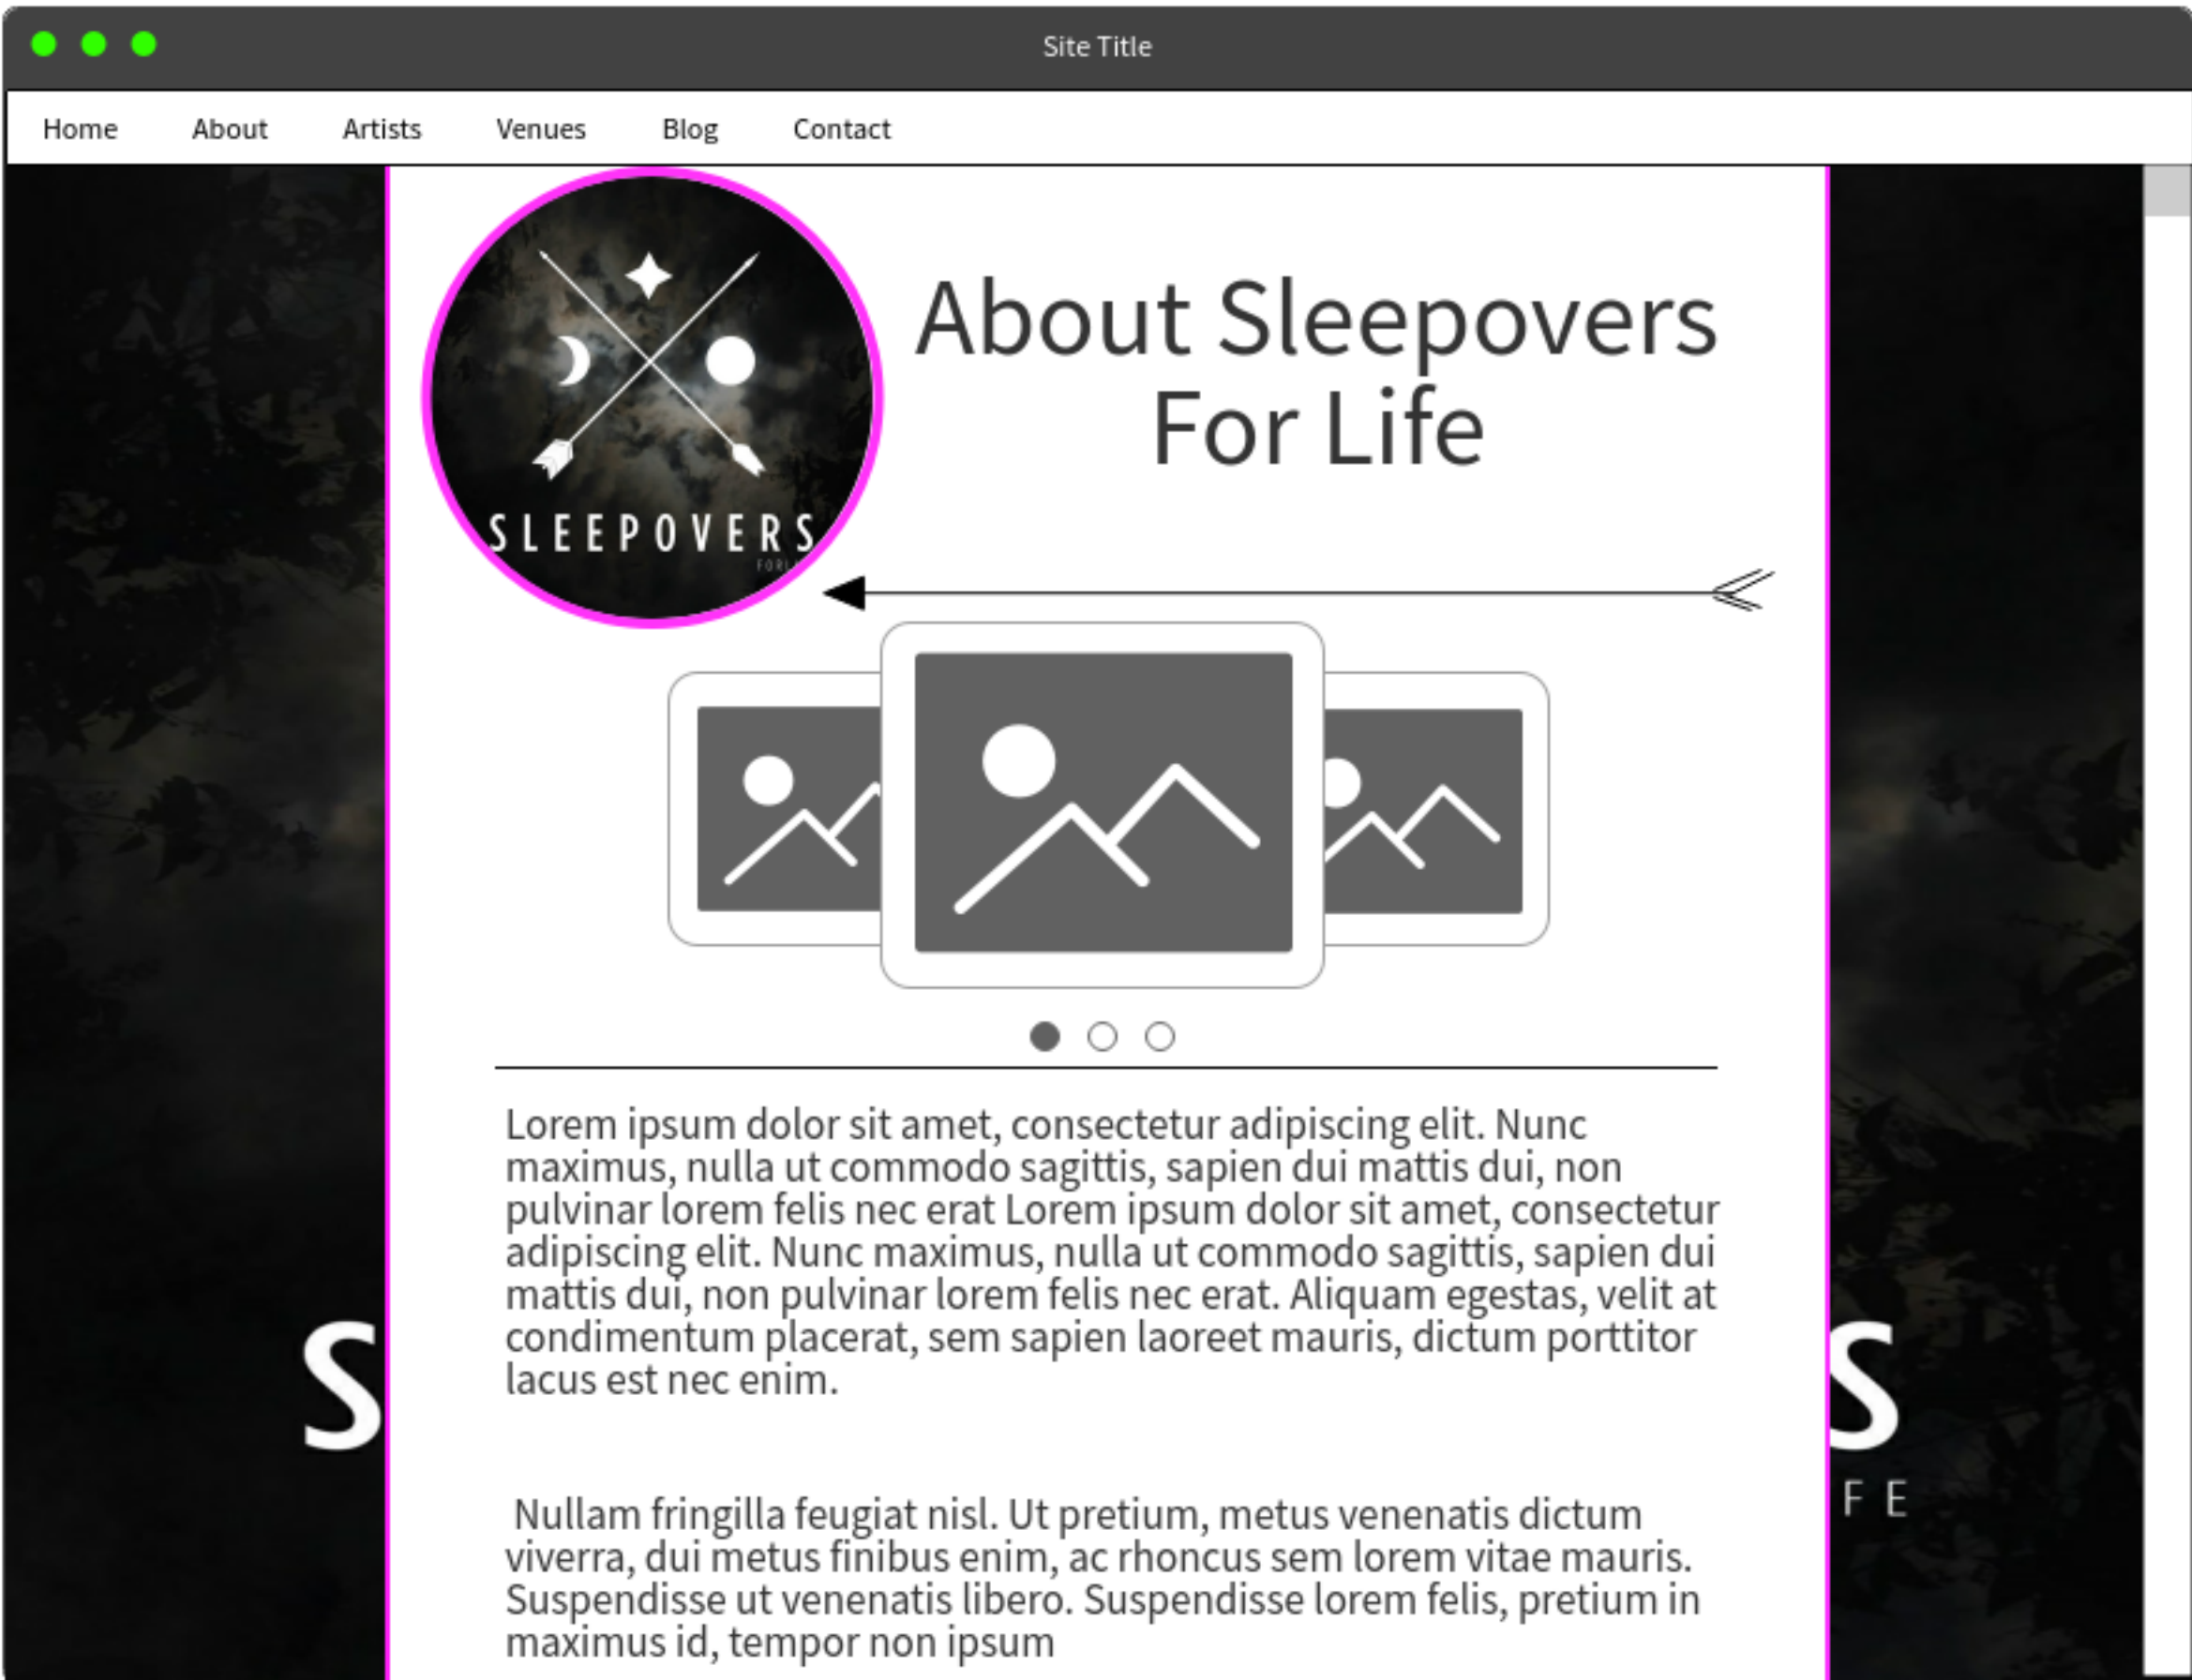 Site Title
Home About Artists Venues Blog Contact
About Sleepovers
For Life
SLEEPOVERS
Lorem ipsum dolor sit amet, consectetur adipiscing elit. Nunc
maximus, nulla ut commodo sagittis, sapien dui mattis dui, non
pulvinar lorem felis nec erat Lorem ipsum dolor sit amet, consectetur
adipiscing elit. Nunc maximus, nulla ut commodo sagittis, sapien dui
mattis dui, non pulvinar lorem felis nec erat. Aliquam egestas, velit at
condimentum placerat, sem sapien laoreet mauris, dictum porttitor
lacus est nec enim.
S S
F E
Nullam fringilla feugiat nisl. Ut pretium, metus venenatis dictum
viverra, dui metus finibus enim, ac rhoncus sem lorem vitae mauris.
Suspendisse ut venenatis libero. Suspendisse lorem felis, pretium in
maximus id, tempor non ipsum